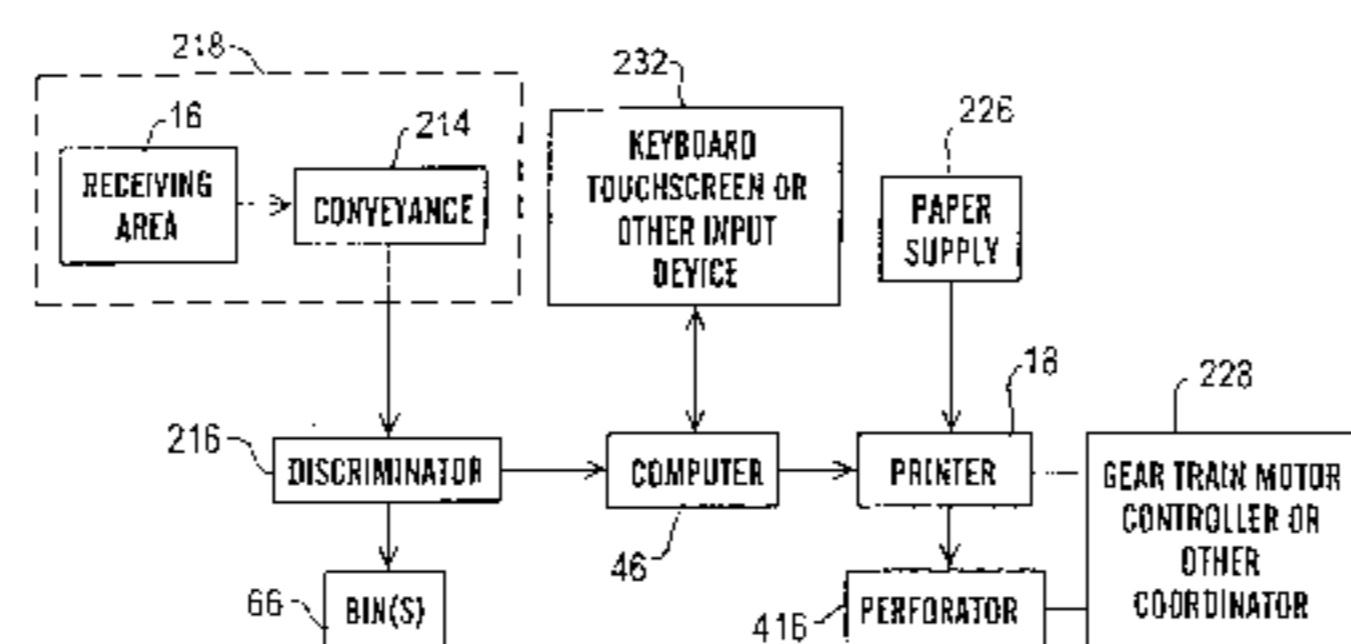 218
16
RECEIVING
AREA
214
CONVEYANCE
232
KEYBOARD
TOUCHSCREEN OR
OTHER INPUT
DEVICE
226
PAPER
SUPPLY
216
DISCRIMINATOR
COMPUTER
46
18
PRINTER
228
GEAR TRAIN MOTOR
CONTROLLER OR
OTHER
COORDINATOR
66
BIN(S)
416
PERFORATOR